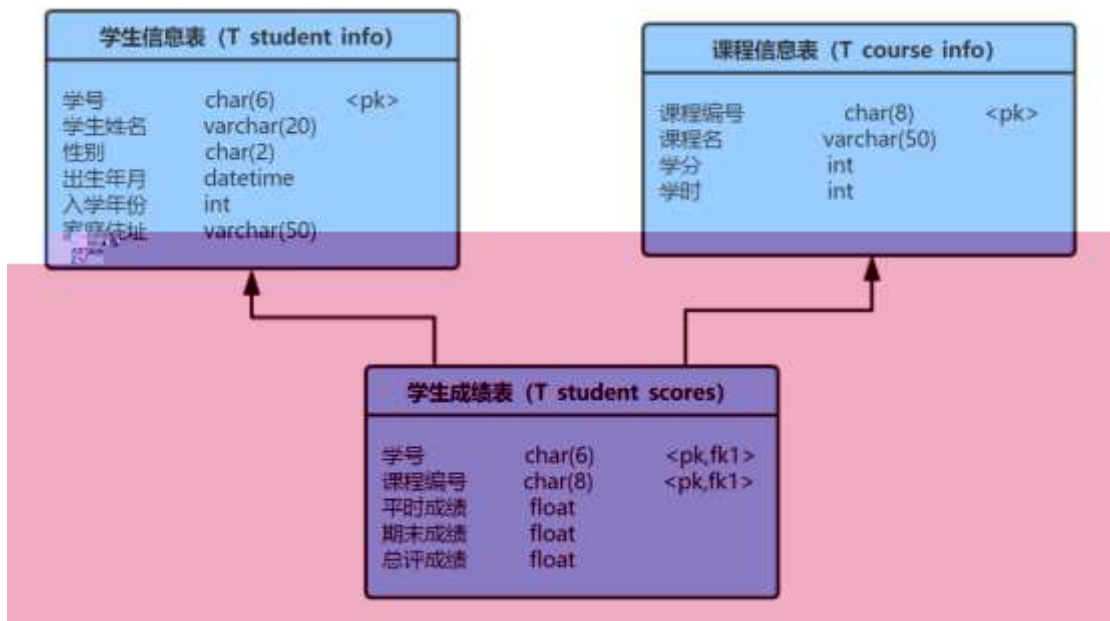 学生信息表 (T student info)
学号 char(6) <pk>
学生姓名 varchar(20)
性别 char(2)
出生年月 datetime
入学年份 int
家庭住址 varchar(50)
课程信息表 (T course info)
课程编号 char(8) <pk>
课程名 varchar(50)
学分 int
学时 int
学生成绩表 (T student scores)
学号 char(6) <pk,fk1>
课程编号 char(8) <pk,fk1>
平时成绩 float
期末成绩 float
总评成绩 float